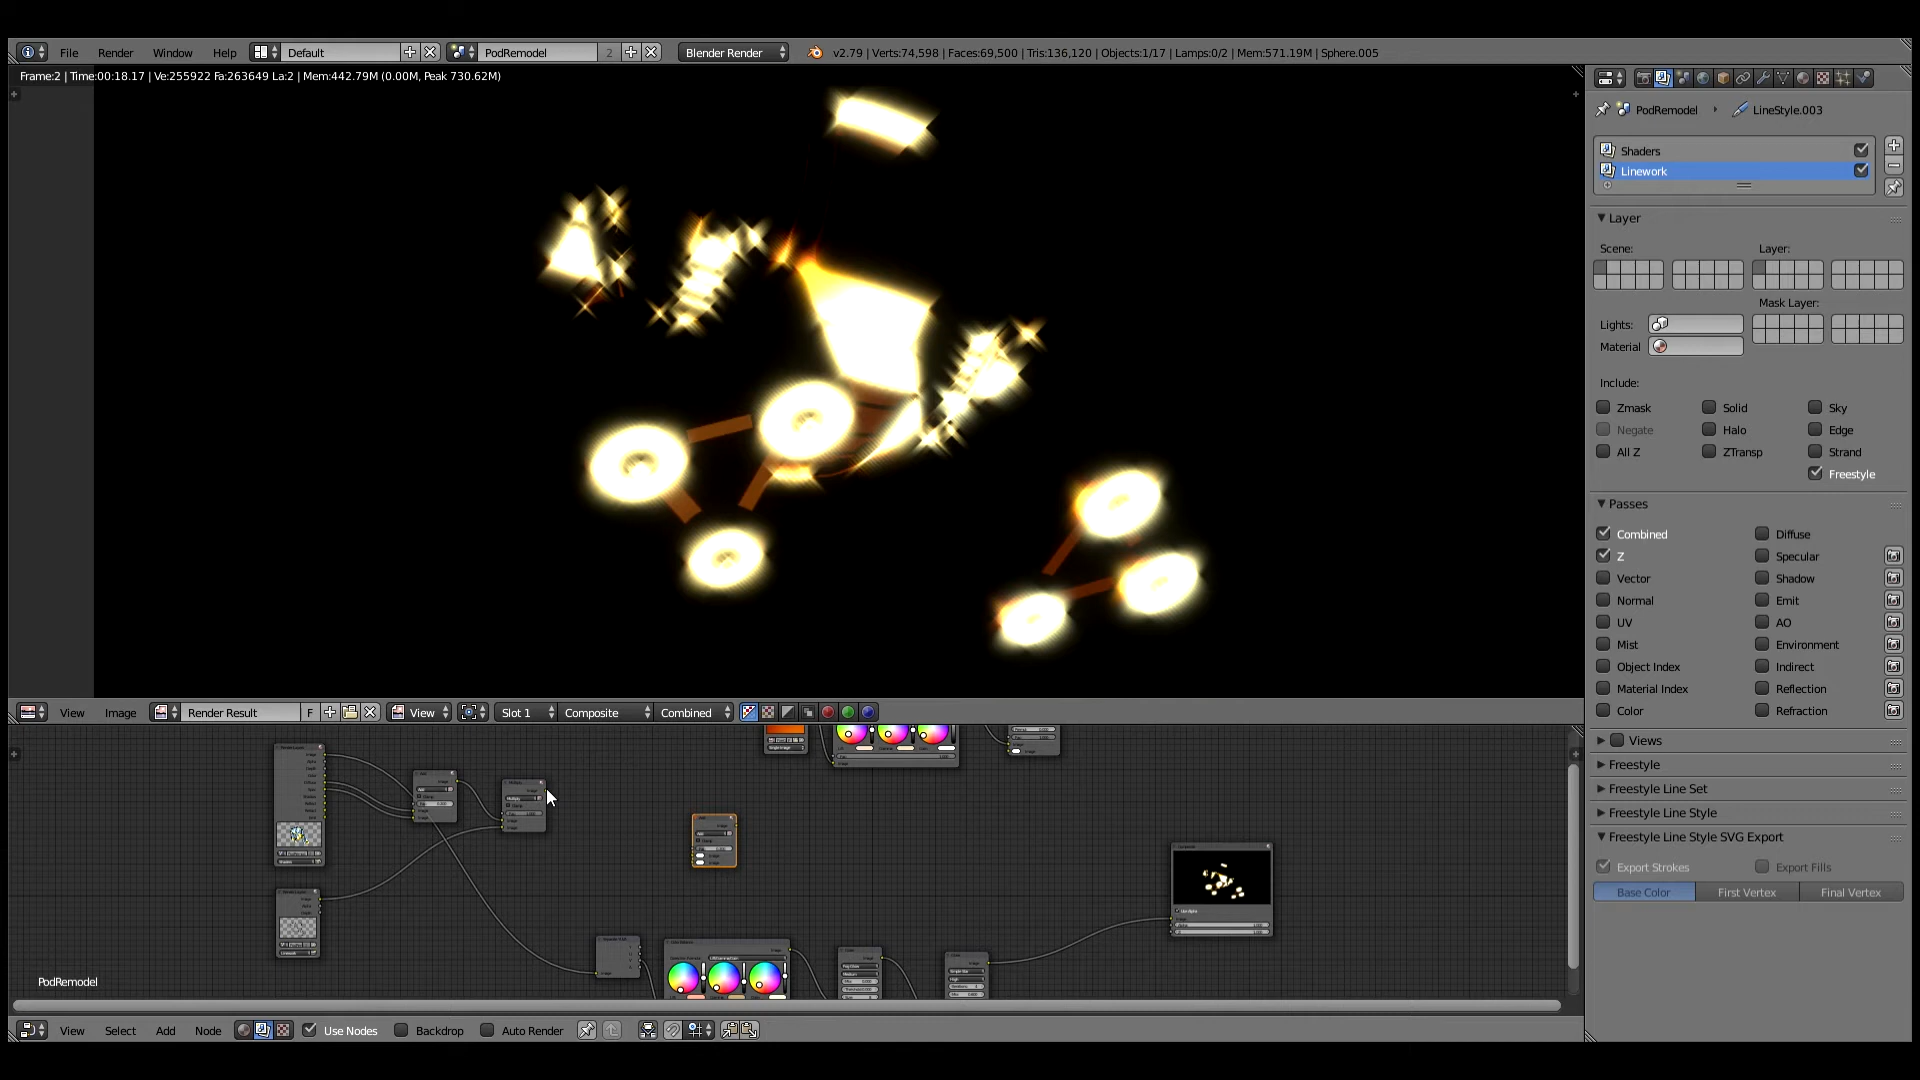 File Render Window Help Default PodRemodel 2 Blender Render v2.79 | Verts:74,598 | Faces:69,500 | Tris:136,120 | Objects:1/17 | Lamps:0/2 | Mem:571.19M | Sphere.005
Frame:2 | Time:00:18.17 | Ve:255922 Fa:263649 La:2 | Mem:442.79M (0.00M, Peak 730.62M)
PodRemodel LineStyle.003
Shaders
Linework
Layer
Scene: Layer:
Mask Layer:
Lights:
Material
Include:
Zmask Solid Sky
Negate Halo Edge
All Z ZTransp Strand
Freestyle
Passes
Combined Diffuse
Z Specular
Vector Shadow
Normal Emit
UV AO
Mist Environment
Object Index Indirect
Material Index Reflection
Color Refraction
Views
Freestyle
Freestyle Line Set
Freestyle Line Style
Freestyle Line Style SVG Export
Export Strokes Export Fills
Base Color First Vertex Final Vertex
View Image Render Result F View Slot 1 Composite Combined
PodRemodel
View Select Add Node Use Nodes Backdrop Auto Render